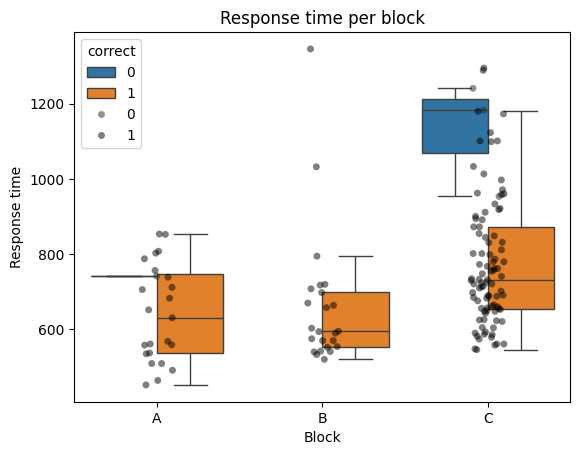 Response time per block
correct
0
1
0
1
1200
1000
800
600
Response time
A B C
Block